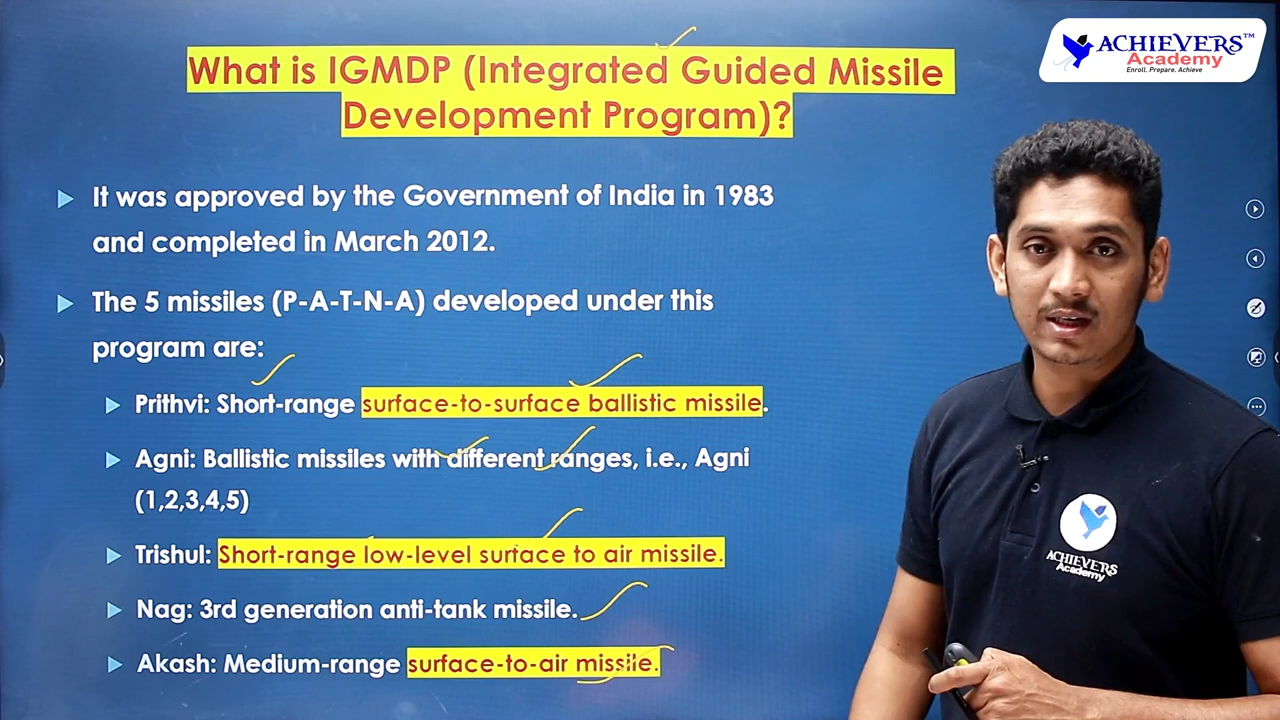 ACHIEVERS™
Academy
Enroll. Prepare. Achieve
What is IGMDP (Integrated Guided Missile
Development Program)?
It was approved by the Government of India in 1983
and completed in March 2012.
The 5 missiles (P-A-T-N-A) developed under this
program are:
Prithvi: Short-range surface-to-surface ballistic missile.
Agni: Ballistic missiles with different ranges, i.e., Agni
(1,2,3,4,5)
Trishul: Short-range low-level surface to air missile.
Nag: 3rd generation anti-tank missile.
Akash: Medium-range surface-to-air missile.
ACHIEVERS
Academy